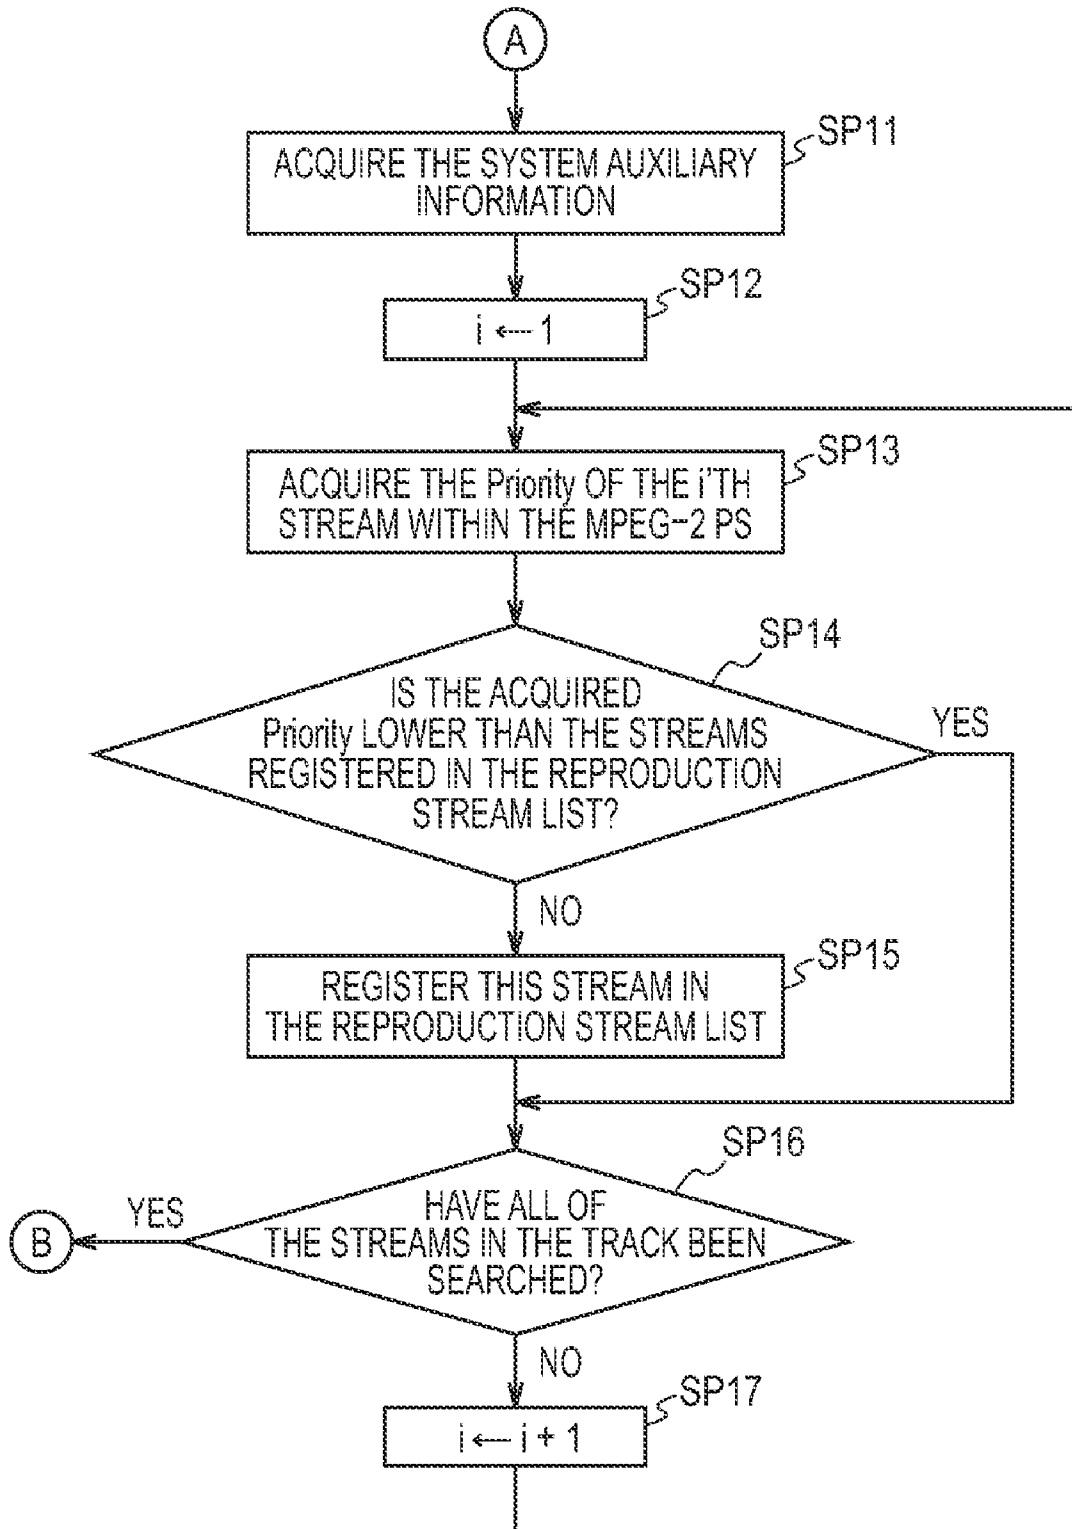 A
SP11
ACQUIRE THE SYSTEM AUXILIARY
INFORMATION
SP12
i ← 1
SP13
ACQUIRE THE Priority OF THE i'TH
STREAM WITHIN THE MPEG-2 PS
SP14
IS THE ACQUIRED
Priority LOWER THAN THE STREAMS
REGISTERED IN THE REPRODUCTION
STREAM LIST?
YES
NO
SP15
REGISTER THIS STREAM IN
THE REPRODUCTION STREAM LIST
SP16
HAVE ALL OF
THE STREAMS IN THE TRACK BEEN
SEARCHED?
YES
B
NO
SP17
i ← i + 1